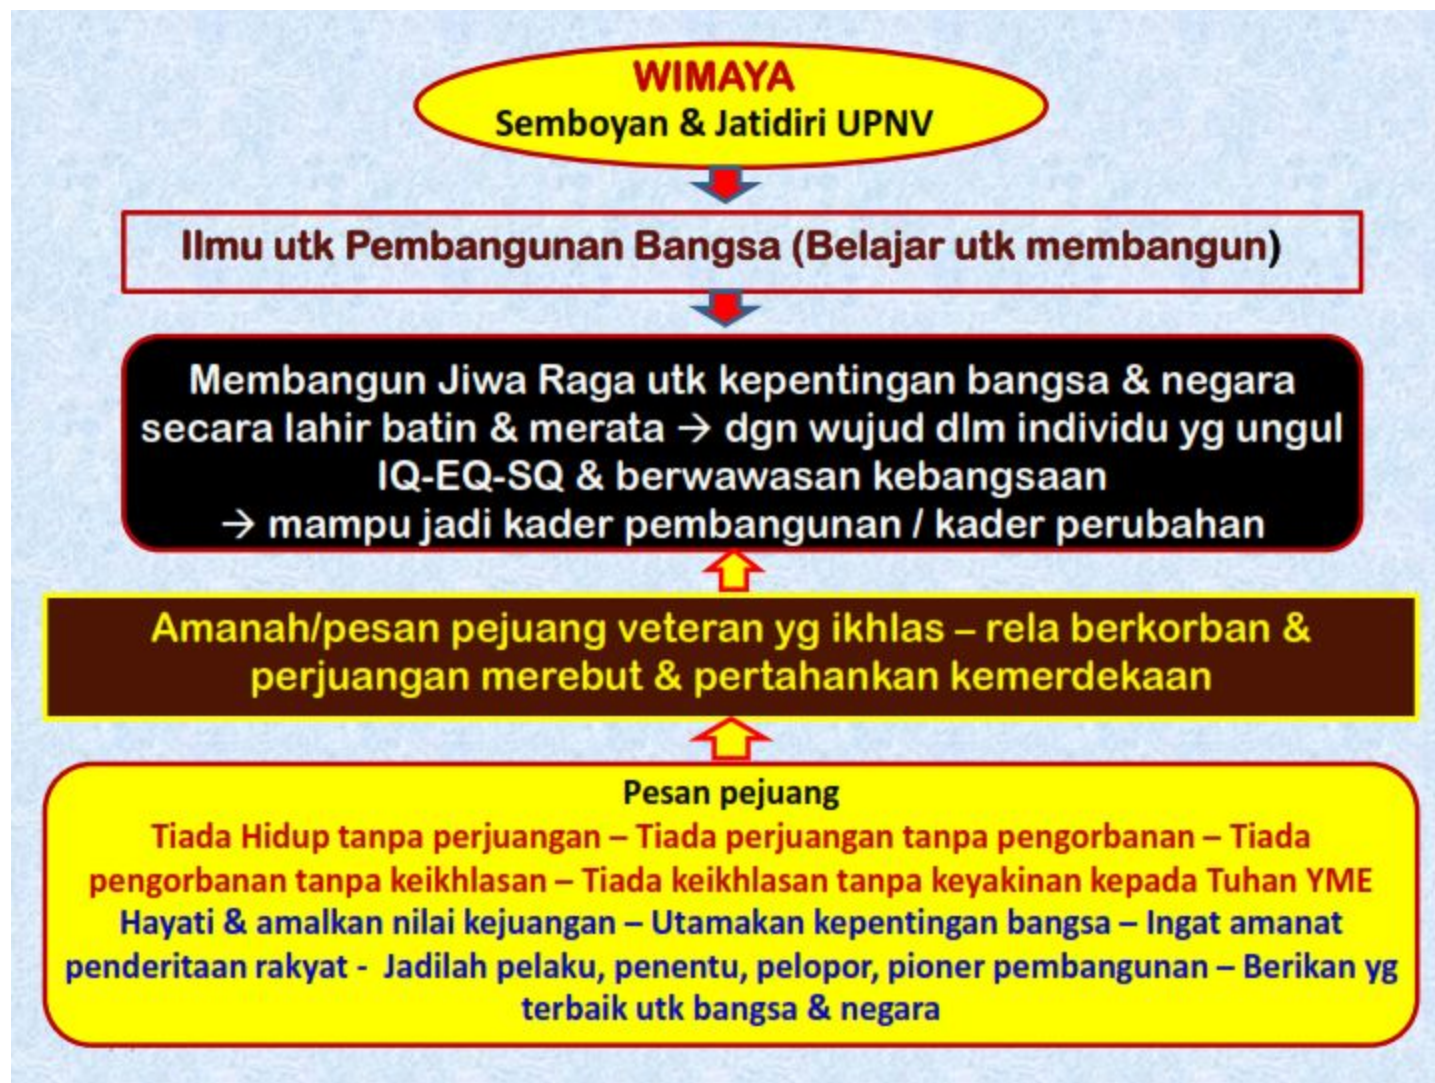 WIMAYA
Semboyan & Jatidiri UPNV
Ilmu utk Pembangunan Bangsa (Belajar utk membangun)
Membangun Jiwa Raga utk kepentingan bangsa & negara
secara lahir batin & merata → dgn wujud dlm individu yg ungul
IQ-EQ-SQ & berwawasan kebangsaan
→ mampu jadi kader pembangunan / kader perubahan
Amanah/pesan pejuang veteran yg ikhlas – rela berkorban &
perjuangan merebut & pertahankan kemerdekaan
Pesan pejuang
Tiada Hidup tanpa perjuangan – Tiada perjuangan tanpa pengorbanan – Tiada
pengorbanan tanpa keikhlasan – Tiada keikhlasan tanpa keyakinan kepada Tuhan YME
Hayati & amalkan nilai kejuangan – Utamakan kepentingan bangsa – Ingat amanat
penderitaan rakyat - Jadilah pelaku, penentu, pelopor, pioner pembangunan – Berikan yg
terbaik utk bangsa & negara